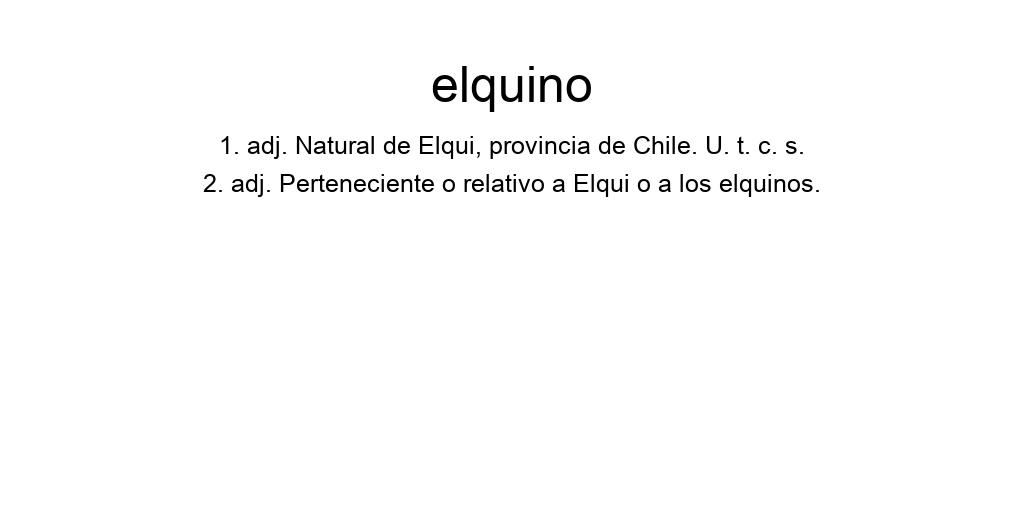 elquino
1. adj. Natural de Elqui, provincia de Chile. U. t. c. s.
2. adj. Perteneciente o relativo a Elqui o a los elquinos.